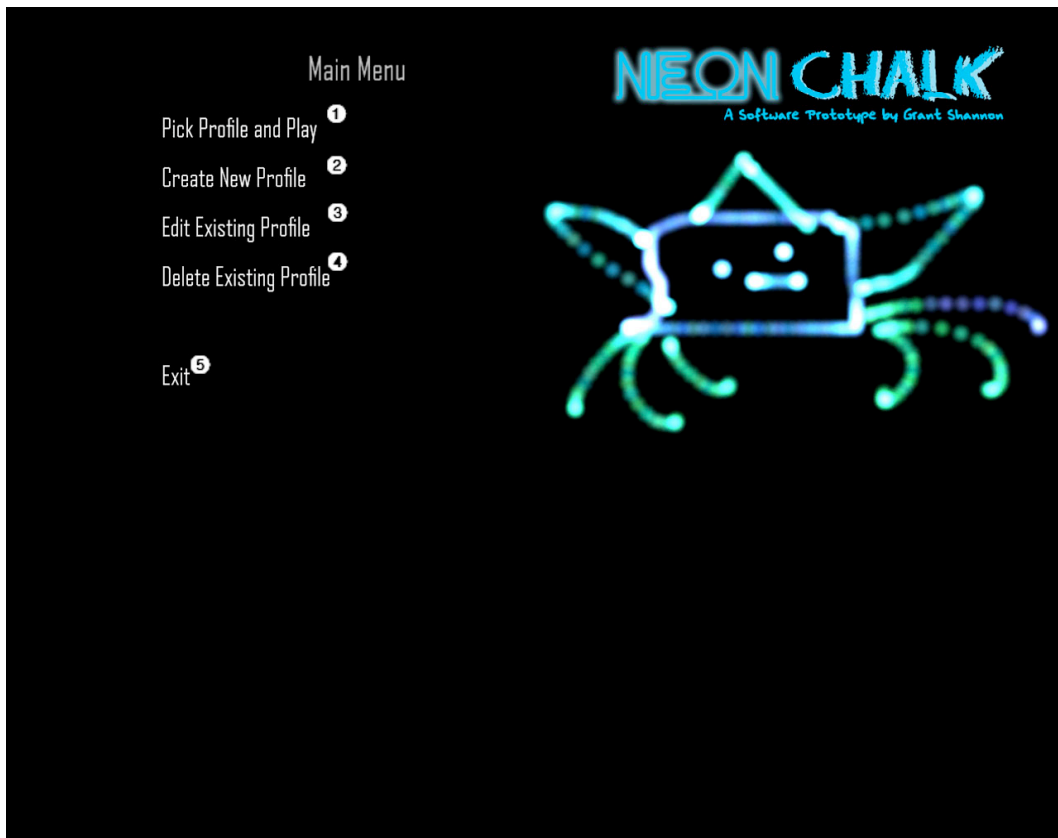 Main Menu
NEON CHALK
A Software Prototype by Grant Shannon
Pick Profile and Play 1
Create New Profile 2
Edit Existing Profile 3
Delete Existing Profile 4
Exit 5